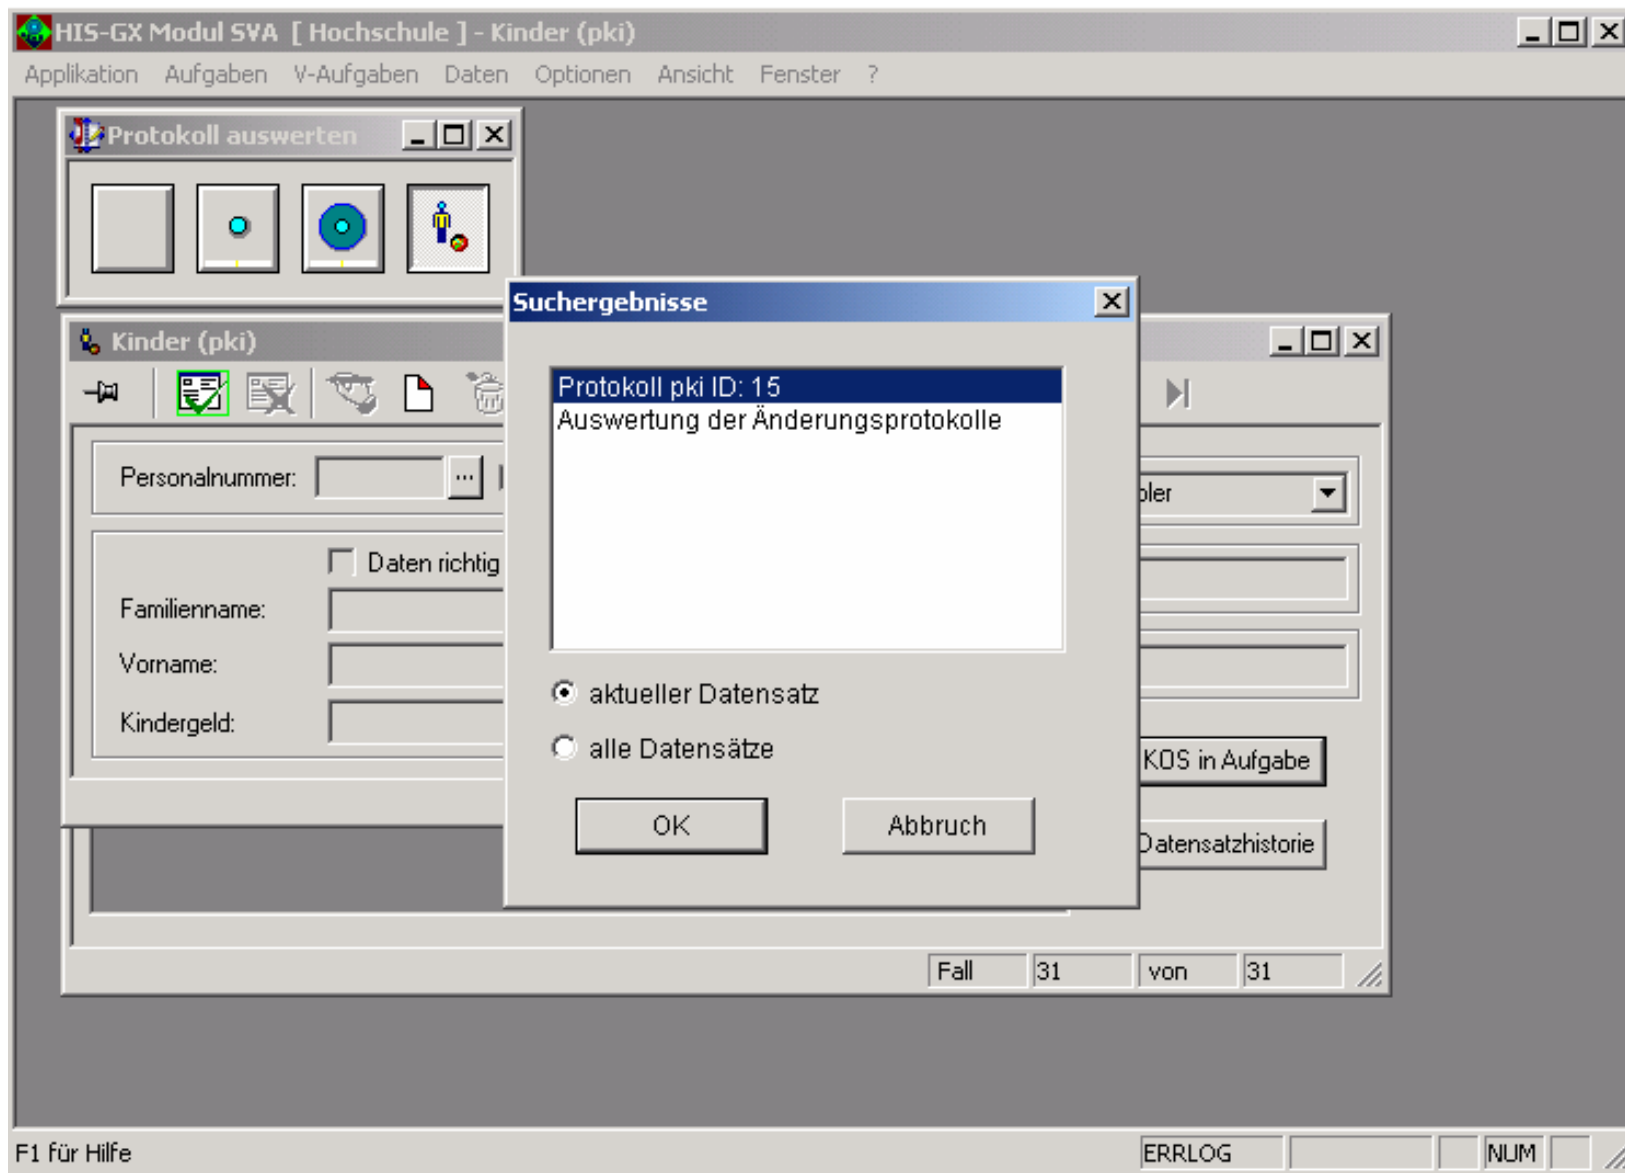 HIS-GX Modul SVA [ Hochschule ] - Kinder (pki)
Applikation Aufgaben V-Aufgaben Daten Optionen Ansicht Fenster ?
Protokoll auswerten
Suchergebnisse
Kinder (pki)
Protokoll pki ID: 15
Auswertung der Änderungsprotokolle
Personalnummer: ...
Daten richtig
Familienname:
Vorname:
Kindergeld:
aktueller Datensatz
alle Datensätze
OK Abbruch
KOS in Aufgabe
Datensatzhistorie
Fall 31 von 31
F1 für Hilfe ERRLOG NUM